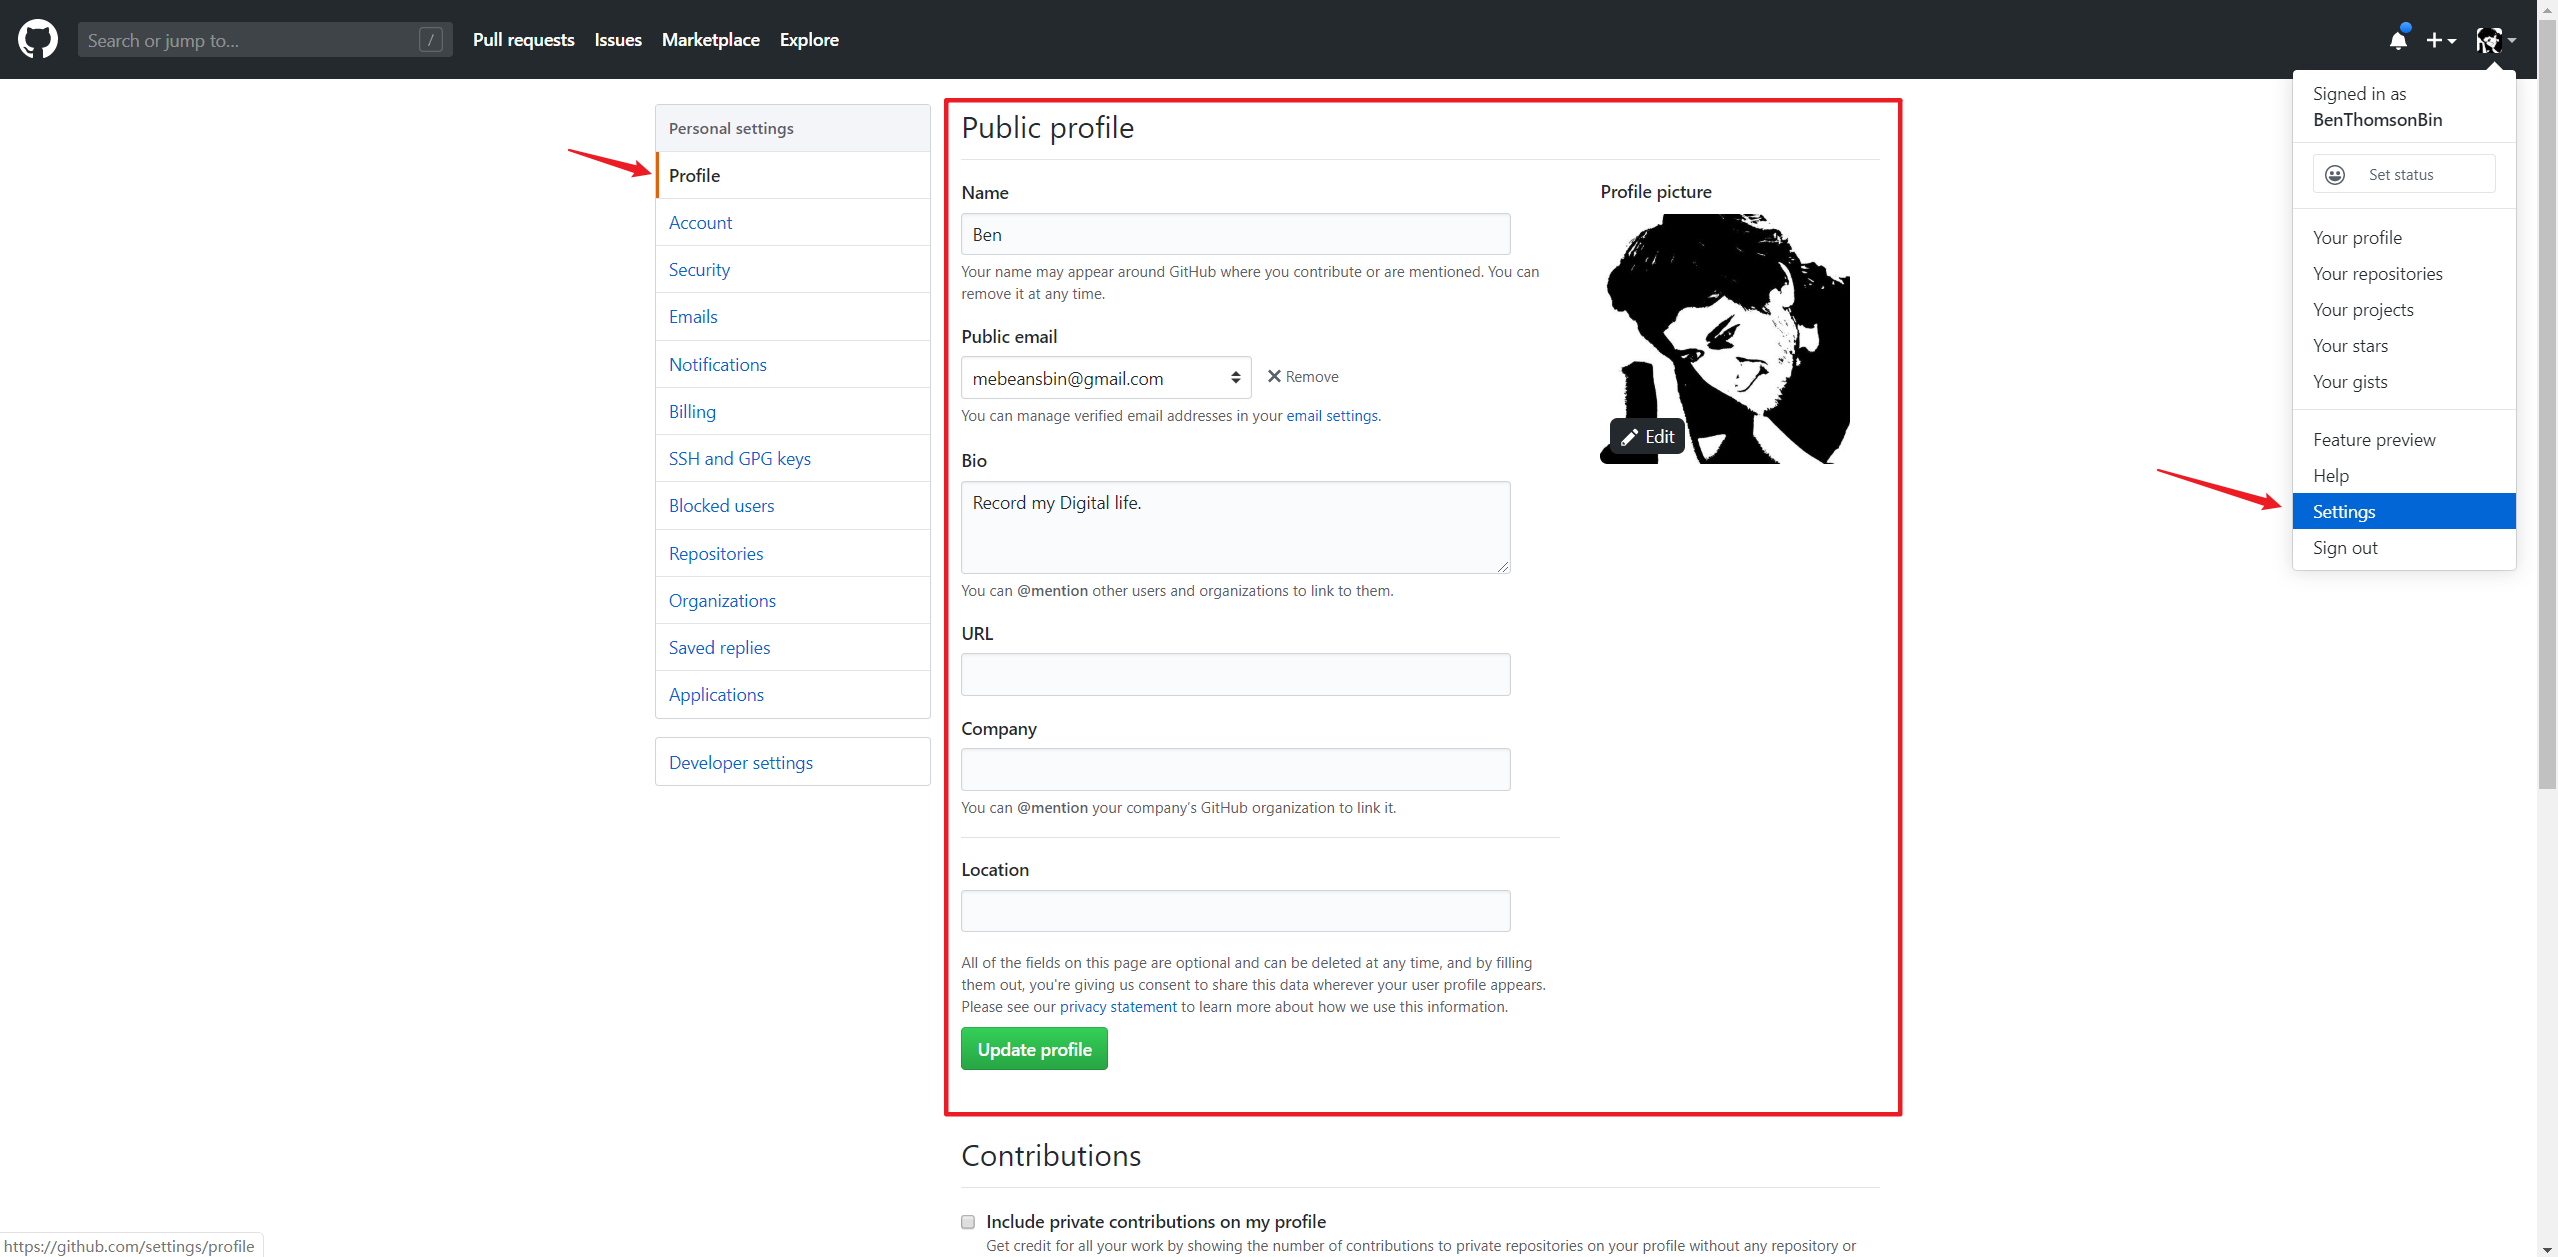 Search or jump to...
/
Pull requests
Issues
Marketplace
Explore
Signed in as
BenThomsonBin
Set status
Your profile
Your repositories
Your projects
Your stars
Your gists
Feature preview
Help
Settings
Sign out
Personal settings
Profile
Account
Security
Emails
Notifications
Billing
SSH and GPG keys
Blocked users
Repositories
Organizations
Saved replies
Applications
Developer settings
Public profile
Name
Ben
Your name may appear around GitHub where you contribute or are mentioned. You can
remove it at any time.
Public email
mebeansbin@gmail.com
Remove
You can manage verified email addresses in your email settings.
Bio
Record my Digital life.
You can @mention other users and organizations to link to them.
URL
Company
You can @mention your company's GitHub organization to link it.
Location
All of the fields on this page are optional and can be deleted at any time, and by filling
them out, you're giving us consent to share this data wherever your user profile appears.
Please see our privacy statement to learn more about how we use this information.
Update profile
Profile picture
Edit
Contributions
Include private contributions on my profile
Get credit for all your work by showing the number of contributions to private repositories on your profile without any repository or
https://github.com/settings/profile